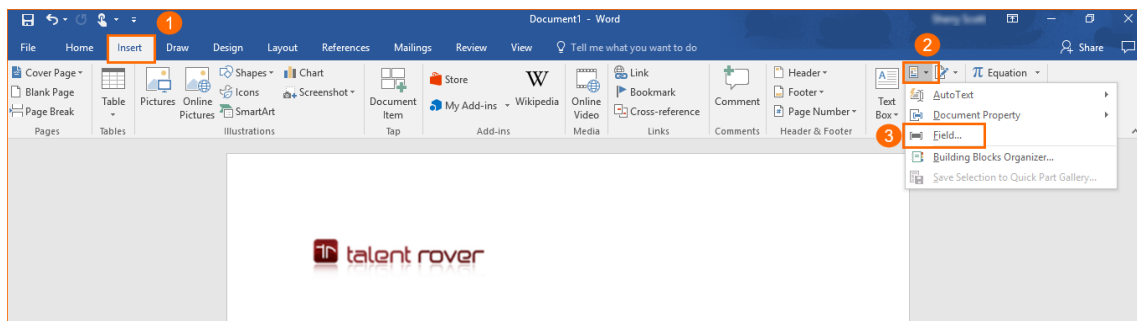 Document1 - Word
1
File Home Insert Draw Design Layout References Mailings Review View Tell me what you want to do Share
2
Cover Page
Blank Page
Page Break
Pages
Table
Tables
Pictures
Online Pictures
Shapes
Icons
SmartArt
Chart
Screenshot
Illustrations
Document Item
Tap
Store
My Add-ins
W
Wikipedia
Add-ins
Online Video
Media
Link
Bookmark
Cross-reference
Links
Comment
Comments
Header
Footer
Page Number
Header & Footer
A
Text Box
π Equation
AutoText
Document Property
3
Field...
Building Blocks Organizer...
Save Selection to Quick Part Gallery...
talent rover